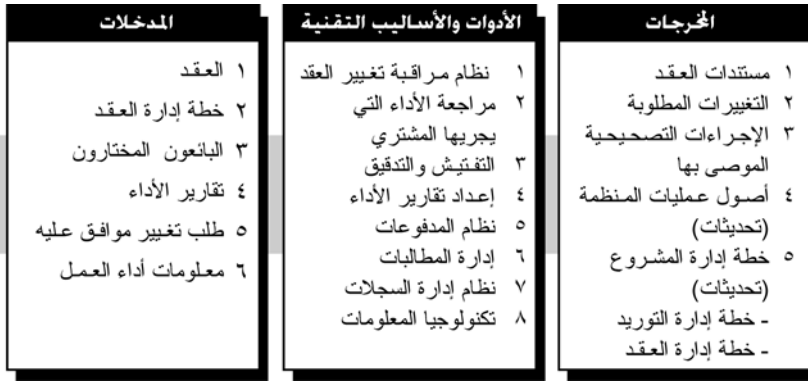 المدخلات
١ العقد
٢ خطة إدارة العقد
٣ البائعون المختارون
٤ تقارير الأداء
٥ طلب تغيير موافق عليه
٦ معلومات أداء العمل
الأدوات والأساليب التقنية
١ نظام مراقبة تغيير العقد
٢ مراجعة الأداء التي
يجريها المشتري
٣ التفتيش والتدقيق
٤ إعداد تقارير الأداء
٥ نظام المدفوعات
٦ إدارة المطالبات
٧ نظام إدارة السجلات
٨ تكنولوجيا المعلومات
المخرجات
١ مستندات العقد
٢ التغييرات المطلوبة
٣ الإجراءات التصحيحية
الموصى بها
٤ أصول عمليات المنظمة
(تحديثات)
٥ خطة إدارة المشروع
(تحديثات)
- خطة إدارة التوريد
- خطة إدارة العقد